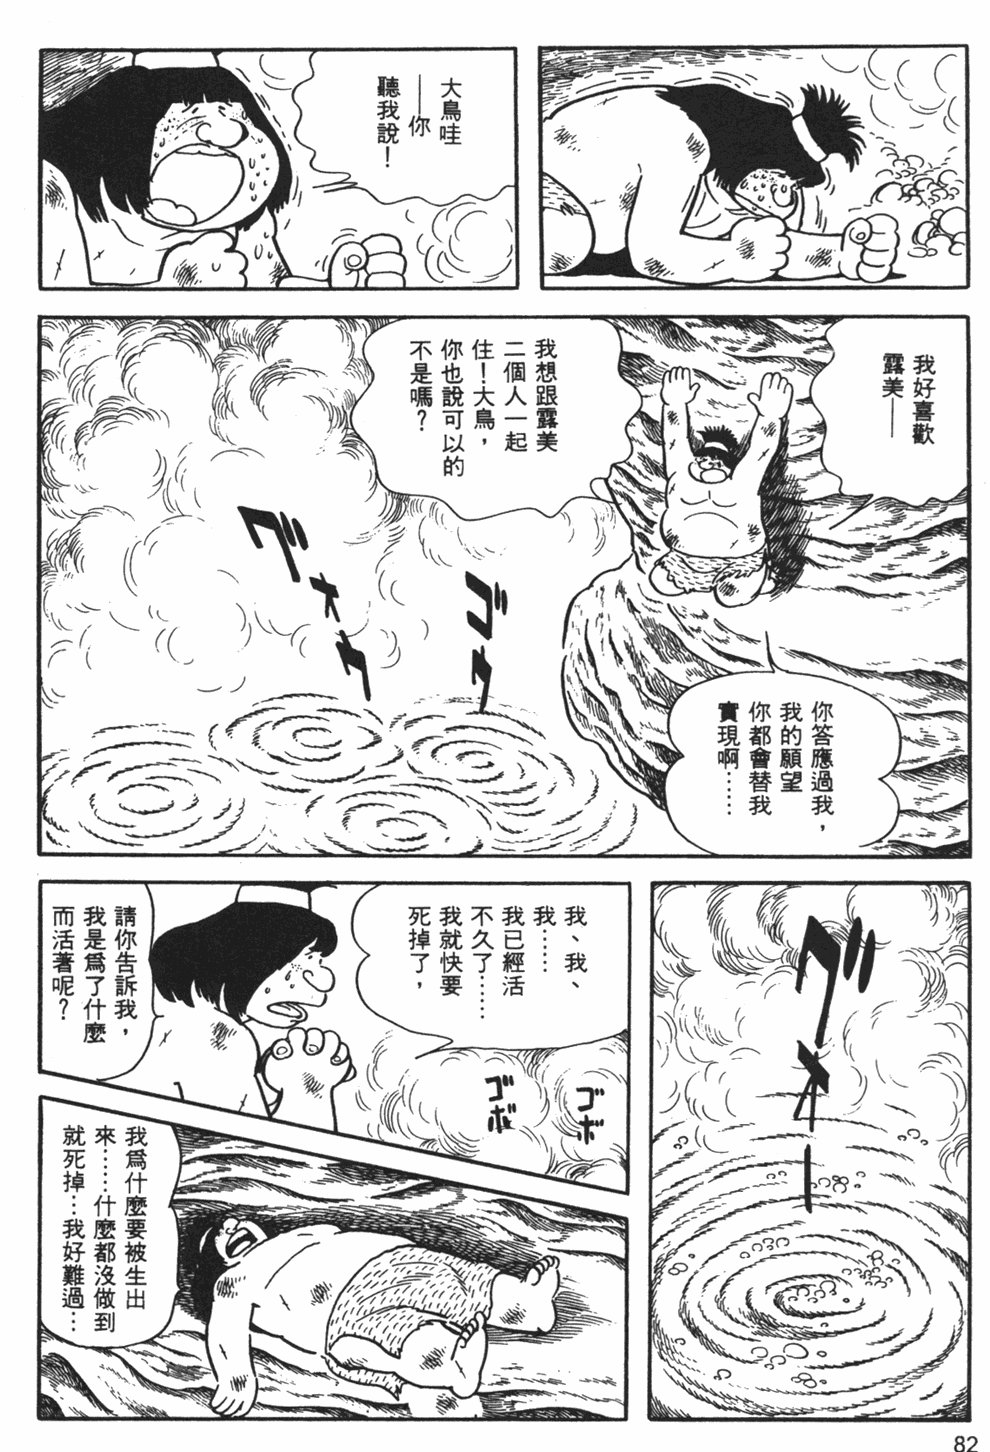 大鳥哇
——你
聽我說！
我好喜歡
露美——
我想跟露美
二個人一起
住！大鳥，
你也說可以的
不是嗎？
グオーッ
グオーッ
你答應過我，
我的願望
你都會替我
實現啊……
グオーッ
我、我、
我……
我已經活
不久了……
我就快要
死掉了，
ゴボ
ゴボ
請你告訴我，
我是爲了什麼
而活著呢？
我爲什麼要被生出
來……什麼都沒做到
就死掉…我好難過…
82